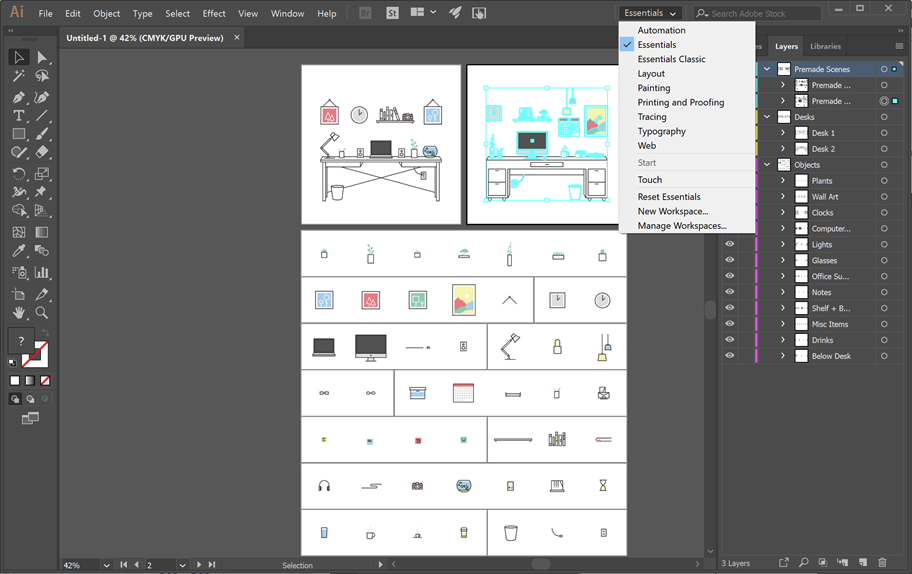 Ai File Edit Object Type Select Effect View Window Help Br St Essentials Search Adobe Stock
Untitled-1 @ 42% (CMYK/GPU Preview) ×
Automation
Essentials
Essentials Classic
Layout
Painting
Printing and Proofing
Tracing
Typography
Web
Start
Touch
Reset Essentials
New Workspace...
Manage Workspaces...
Layers Libraries
Premade Scenes
Premade ...
Premade ...
Desks
Desk 1
Desk 2
Objects
Plants
Wall Art
Clocks
Computer...
Lights
Glasses
Office Su...
Notes
Shelf + B...
Misc Items
Drinks
Below Desk
?
42% 2 Selection 3 Layers